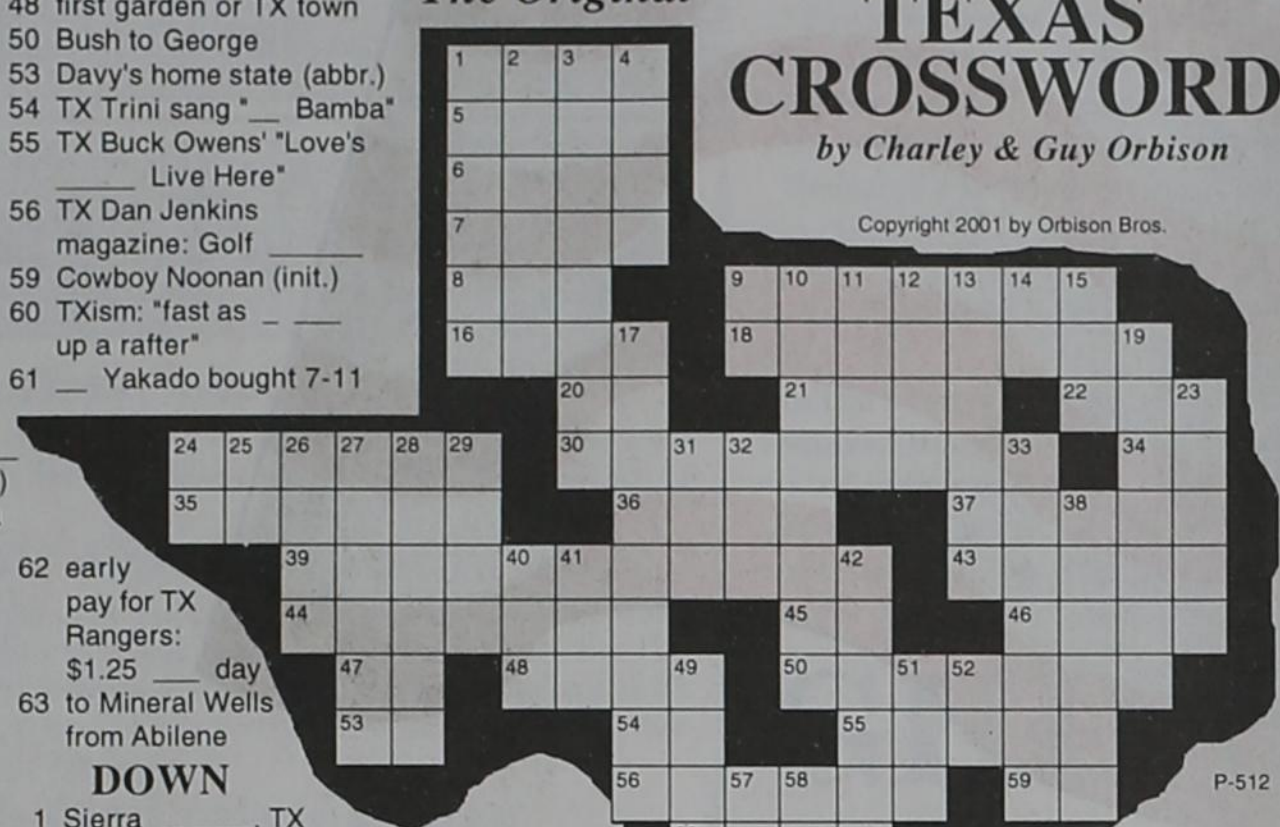 48 first garden or TX town
50 Bush to George
53 Davy's home state (abbr.)
54 TX Trini sang "__ Bamba"
55 TX Buck Owens' "Love's
_____ Live Here"
56 TX Dan Jenkins
magazine: Golf ______
59 Cowboy Noonan (init.)
60 TXism: "fast as _ ___
up a rafter"
61 __ Yakado bought 7-11
62 early
pay for TX
Rangers:
$1.25 ___ day
63 to Mineral Wells
from Abilene
DOWN
1 Sierra ______, TX
The Original
TEXAS
CROSSWORD
by Charley & Guy Orbison
Copyright 2001 by Orbison Bros.
1 2 3 4
5
6
7
8 9 10 11 12 13 14 15
16 17 18 19
20 21 22 23
24 25 26 27 28 29 30 31 32 33 34
35 36 37 38
39 40 41 42 43
44 45 46
47 48 49 50 51 52
53 54 55
56 57 58 59
P-512